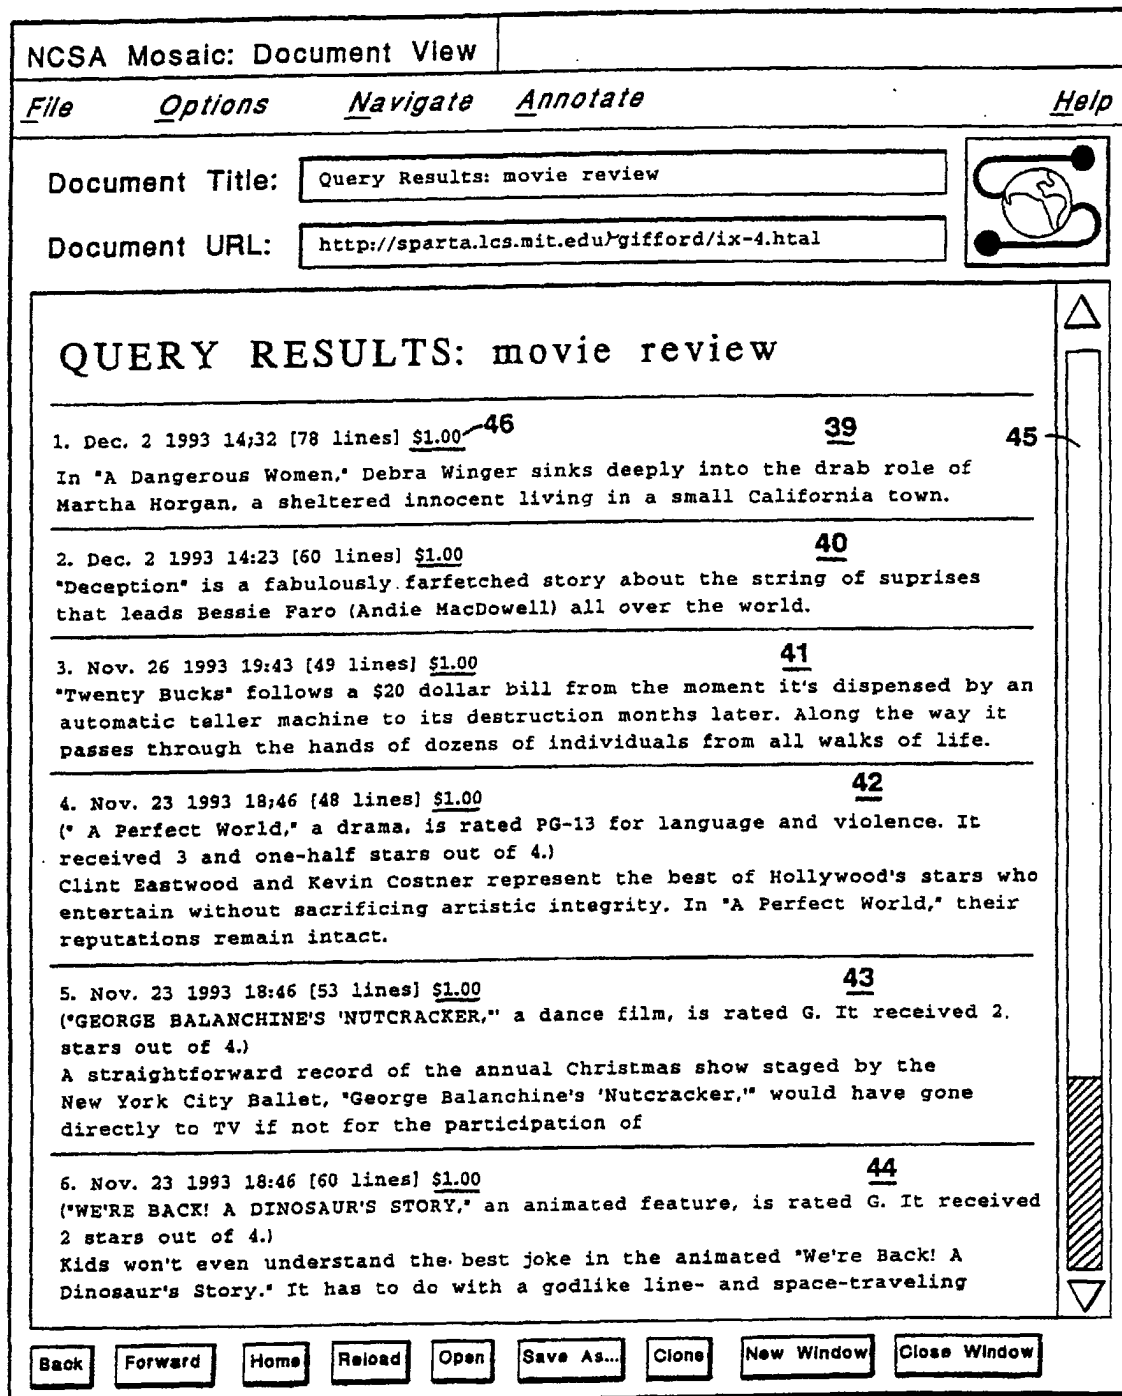 NCSA Mosaic: Document View
File Options Navigate Annotate Help
Document Title: Query Results: movie review
Document URL: http://sparta.lcs.mit.edu/~gifford/ix-4.htal
QUERY RESULTS: movie review
1. Dec. 2 1993 14;32 [78 lines] $1.00 46 39 45
In "A Dangerous Women," Debra Winger sinks deeply into the drab role of
Martha Horgan, a sheltered innocent living in a small California town.
2. Dec. 2 1993 14:23 [60 lines] $1.00 40
"Deception" is a fabulously farfetched story about the string of suprises
that leads Bessie Faro (Andie MacDowell) all over the world.
3. Nov. 26 1993 19:43 [49 lines] $1.00 41
"Twenty Bucks" follows a $20 dollar bill from the moment it's dispensed by an
automatic teller machine to its destruction months later. Along the way it
passes through the hands of dozens of individuals from all walks of life.
4. Nov. 23 1993 18;46 [48 lines] $1.00 42
(" A Perfect World," a drama, is rated PG-13 for language and violence. It
received 3 and one-half stars out of 4.)
Clint Eastwood and Kevin Costner represent the best of Hollywood's stars who
entertain without sacrificing artistic integrity. In "A Perfect World," their
reputations remain intact.
5. Nov. 23 1993 18:46 [53 lines] $1.00 43
("GEORGE BALANCHINE'S 'NUTCRACKER,'" a dance film, is rated G. It received 2.
stars out of 4.)
A straightforward record of the annual Christmas show staged by the
New York City Ballet, "George Balanchine's 'Nutcracker,'" would have gone
directly to TV if not for the participation of
6. Nov. 23 1993 18:46 [60 lines] $1.00 44
("WE'RE BACK! A DINOSAUR'S STORY," an animated feature, is rated G. It received
2 stars out of 4.)
Kids won't even understand the best joke in the animated "We're Back! A
Dinosaur's Story." It has to do with a godlike line- and space-traveling
Back Forward Home Reload Open Save As... Clone New Window Close Window